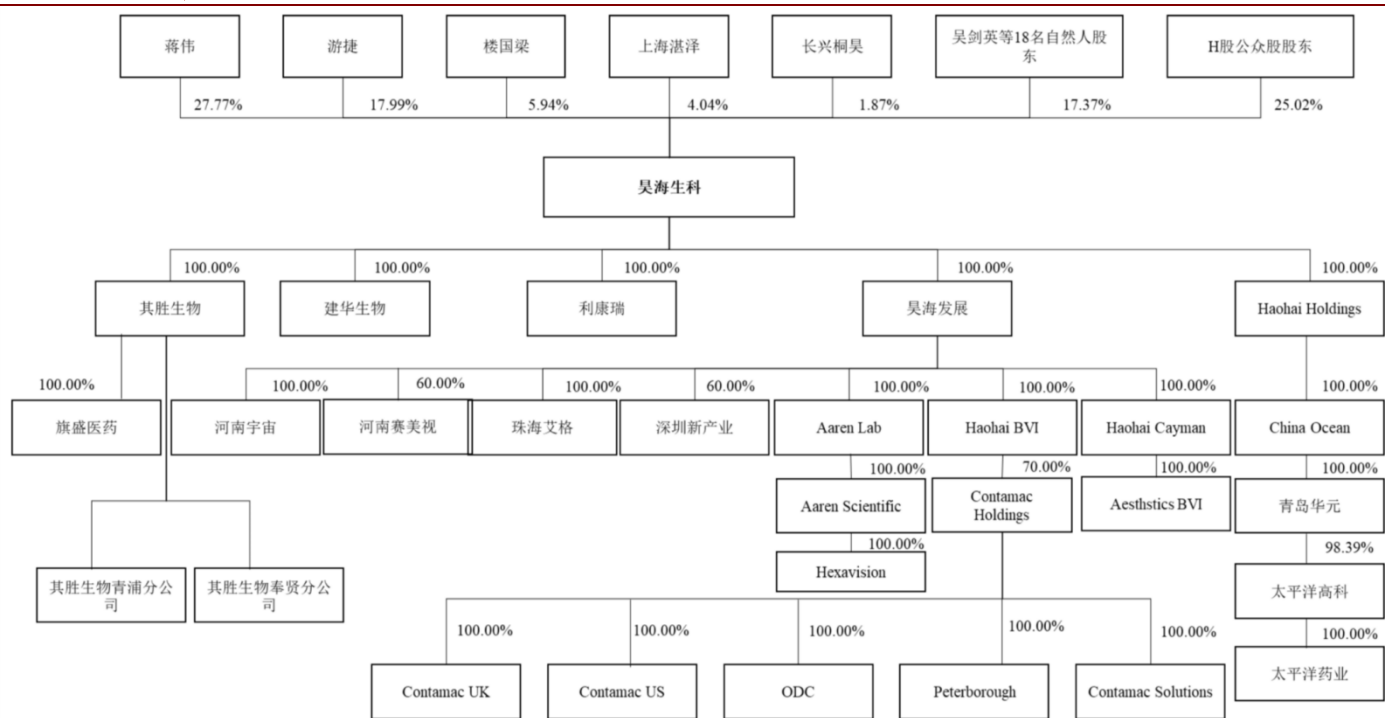 蒋伟
游捷
楼国梁
上海湛泽
长兴桐昊
吴剑英等18名自然人股
东
H股公众股股东
27.77%
17.99%
5.94%
4.04%
1.87%
17.37%
25.02%
昊海生科
100.00%
100.00%
100.00%
100.00%
100.00%
其胜生物
建华生物
利康瑞
昊海发展
Haohai Holdings
100.00%
100.00%
60.00%
100.00%
60.00%
100.00%
100.00%
100.00%
100.00%
旗盛医药
河南宇宙
河南赛美视
珠海艾格
深圳新产业
Aaren Lab
Haohai BVI
Haohai Cayman
China Ocean
100.00%
70.00%
100.00%
100.00%
Aaren Scientific
Contamac
Holdings
Aesthstics BVI
青岛华元
100.00%
98.39%
Hexavision
其胜生物青浦分公
司
其胜生物奉贤分公
司
太平洋高科
100.00%
100.00%
100.00%
100.00%
100.00%
100.00%
Contamac UK
Contamac US
ODC
Peterborough
Contamac Solutions
太平洋药业